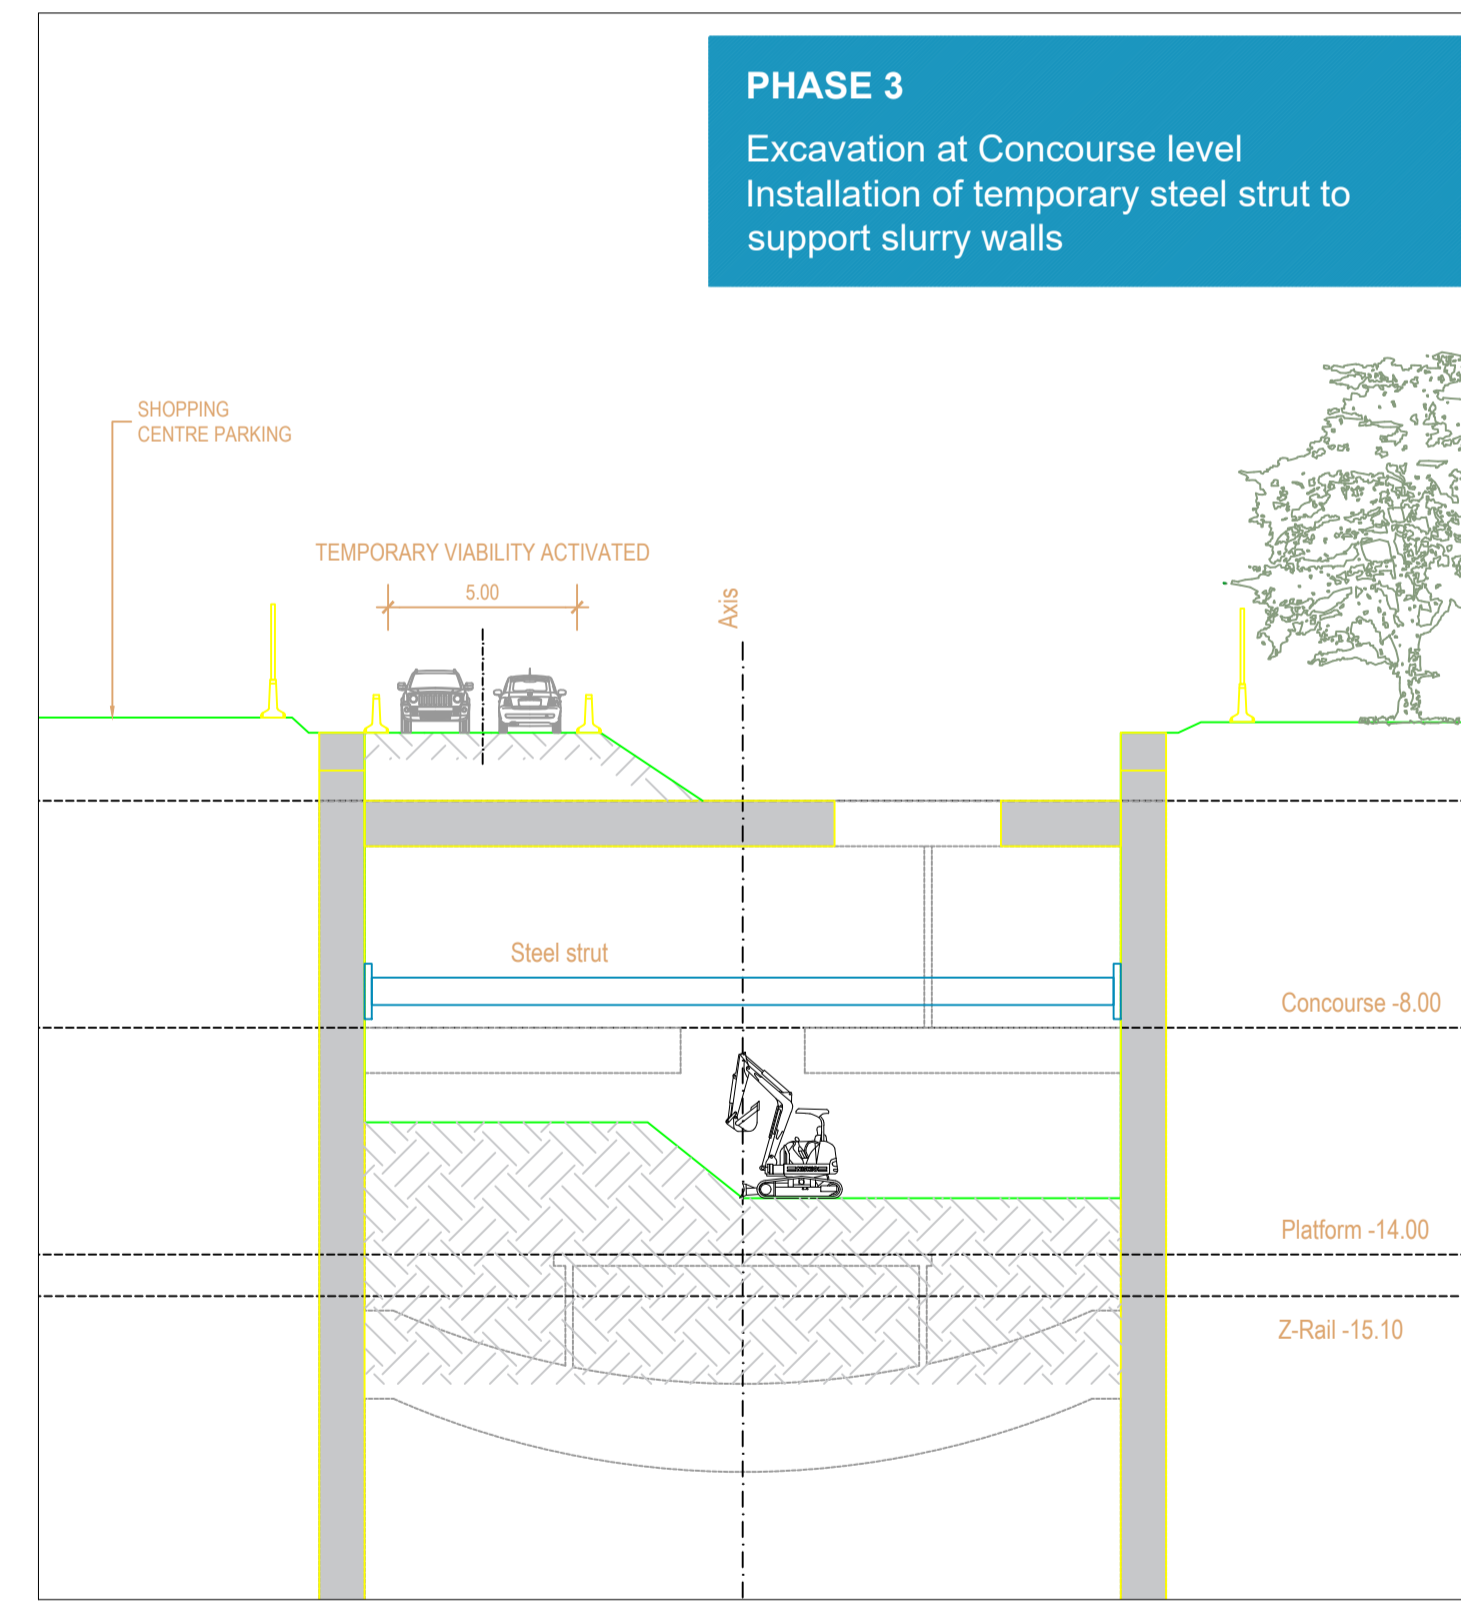 PHASE 3
Excavation at Concourse level
Installation of temporary steel strut to
support slurry walls
SHOPPING
CENTRE PARKING
TEMPORARY VIABILITY ACTIVATED
5.00
Axis
Steel strut
Concourse -8.00
Platform -14.00
Z-Rail -15.10